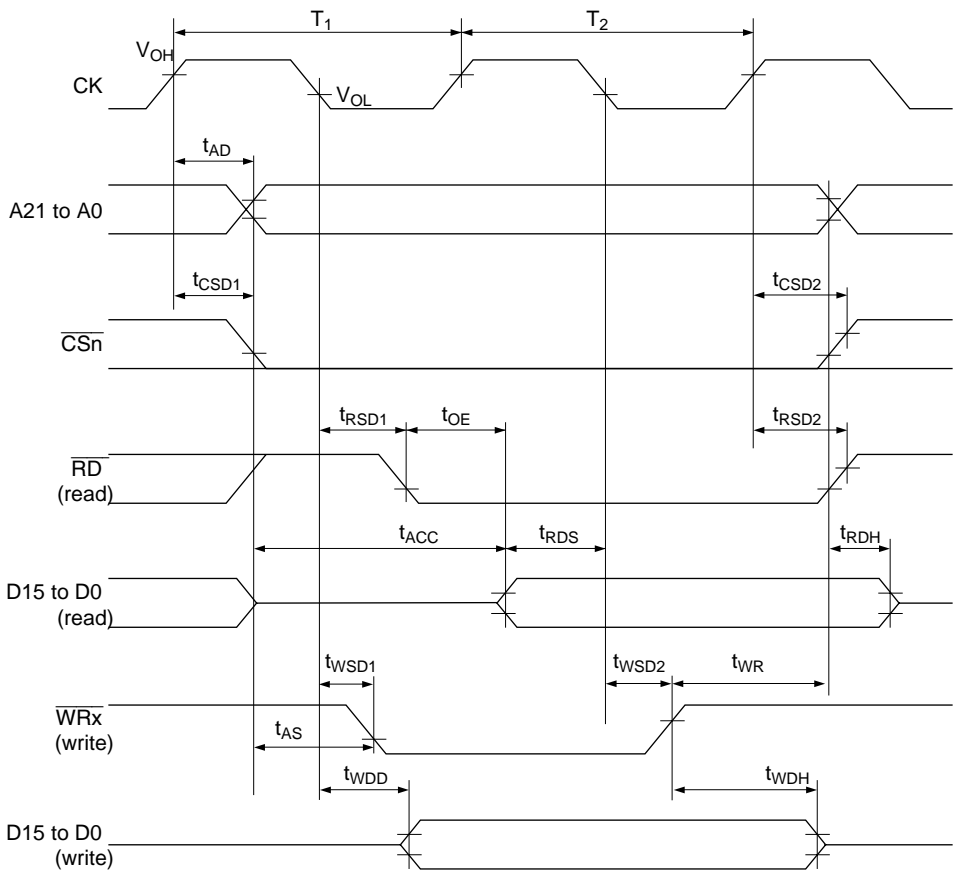 T1 T2
VOH
CK
VOL
tAD
A21 to A0
tCSD1 tCSD2
CSn
tRSD1 tOE tRSD2
RD
(read)
tACC tRDS tRDH
D15 to D0
(read)
tWSD1 tWSD2 tWR
WRx
(write)
tAS
tWDD tWDH
D15 to D0
(write)